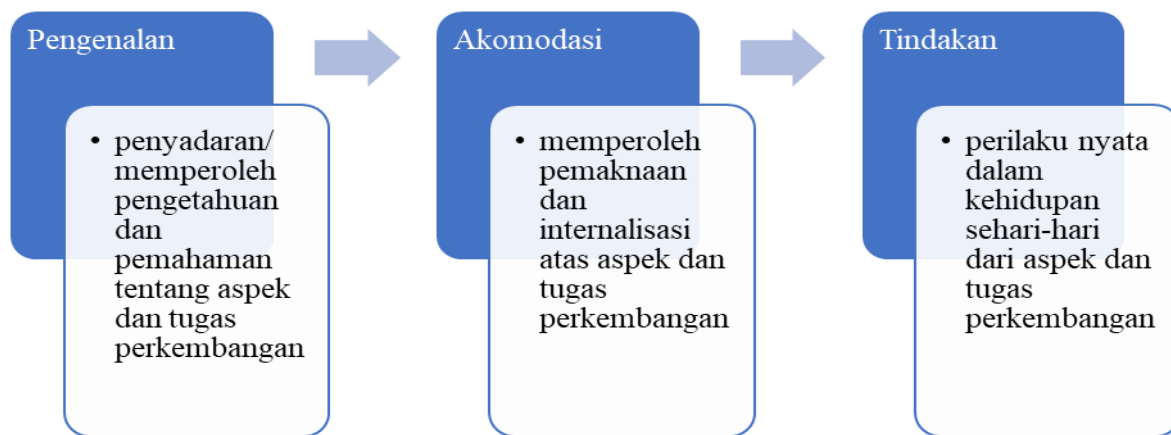 Pengenalan
• penyadaran/
memperoleh
pengetahuan
dan
pemahaman
tentang aspek
dan tugas
perkembangan
Akomodasi
• memperoleh
pemaknaan
dan
internalisasi
atas aspek dan
tugas
perkembangan
Tindakan
• perilaku nyata
dalam
kehidupan
sehari-hari
dari aspek dan
tugas
perkembangan